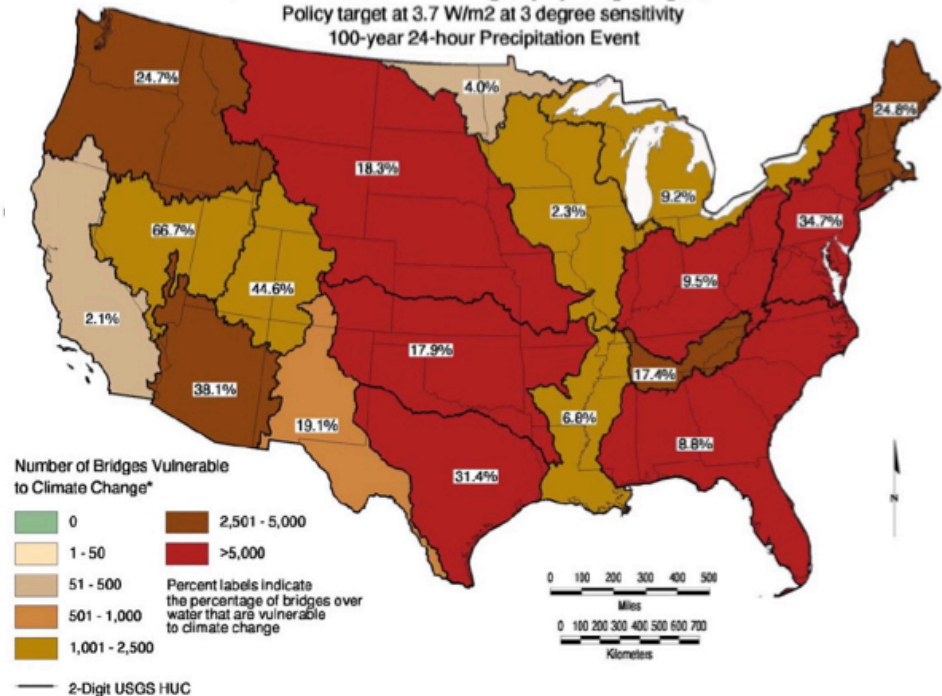 Policy target at 3.7 W/m2 at 3 degree sensitivity
100-year 24-hour Precipitation Event
24.7%
4.0%
24.8%
18.3%
9.2%
2.3%
34.7%
66.7%
9.5%
44.6%
2.1%
17.9%
17.4%
38.1%
6.8%
19.1%
8.8%
31.4%
Number of Bridges Vulnerable
to Climate Change*
0
1 - 50
51 - 500
501 - 1,000
1,001 - 2,500
2,501 - 5,000
>5,000
Percent labels indicate
the percentage of bridges over
water that are vulnerable
to climate change
2-Digit USGS HUC
N
0 100 200 300 400 500
Miles
0 100 200 300 400 500 600 700
Kilometers